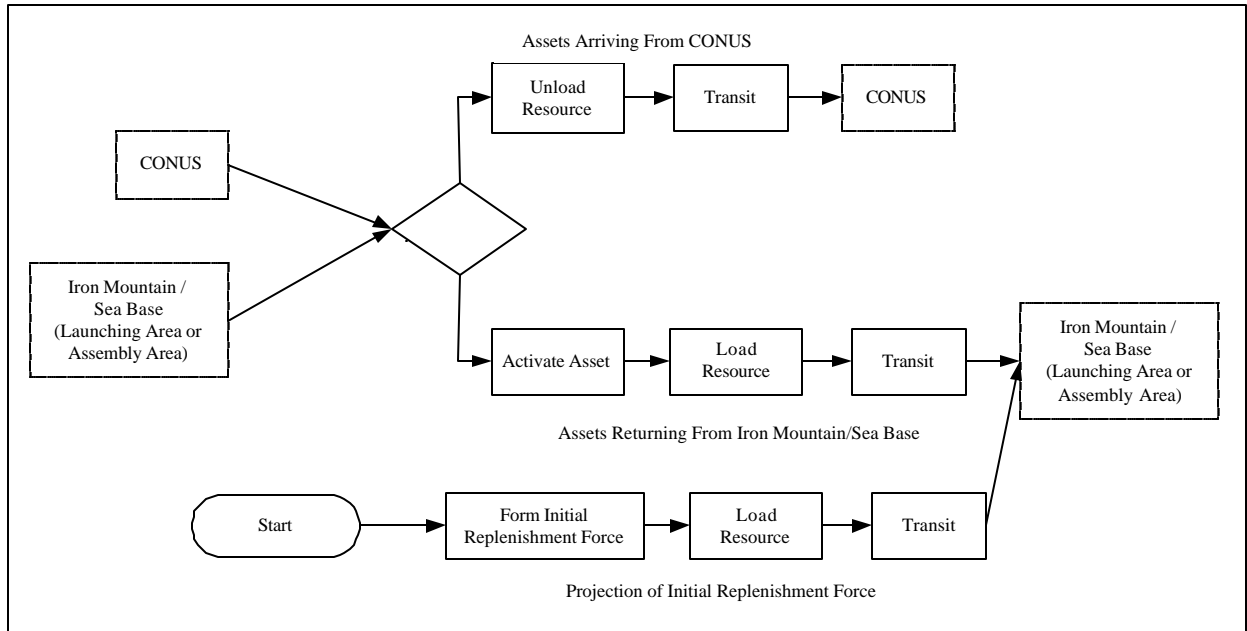 Assets Arriving From CONUS
Unload
Resource
Transit
CONUS
CONUS
Iron Mountain /
Sea Base
(Launching Area or
Assembly Area)
Activate Asset
Load
Resource
Transit
Iron Mountain /
Sea Base
(Launching Area or
Assembly Area)
Assets Returning From Iron Mountain/Sea Base
Start
Form Initial
Replenishment Force
Load
Resource
Transit
Projection of Initial Replenishment Force